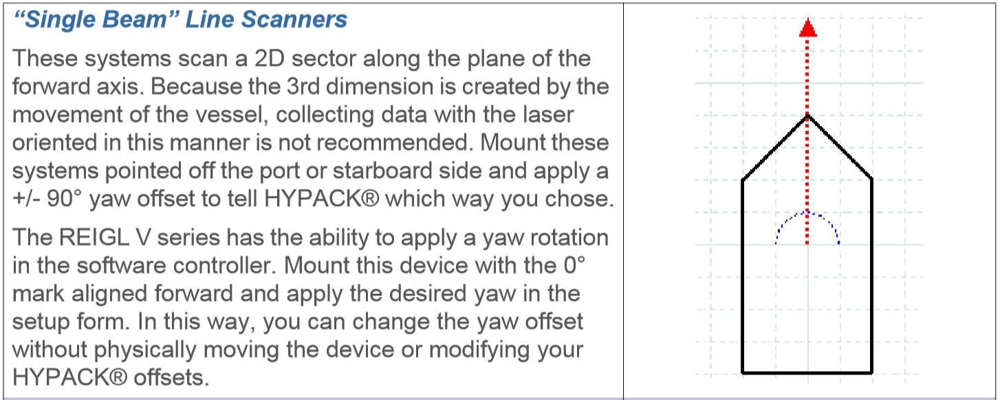 “Single Beam” Line Scanners
These systems scan a 2D sector along the plane of the
forward axis. Because the 3rd dimension is created by the
movement of the vessel, collecting data with the laser
oriented in this manner is not recommended. Mount these
systems pointed off the port or starboard side and apply a
+/- 90° yaw offset to tell HYPACK® which way you chose.
The REIGL V series has the ability to apply a yaw rotation
in the software controller. Mount this device with the 0°
mark aligned forward and apply the desired yaw in the
setup form. In this way, you can change the yaw offset
without physically moving the device or modifying your
HYPACK® offsets.